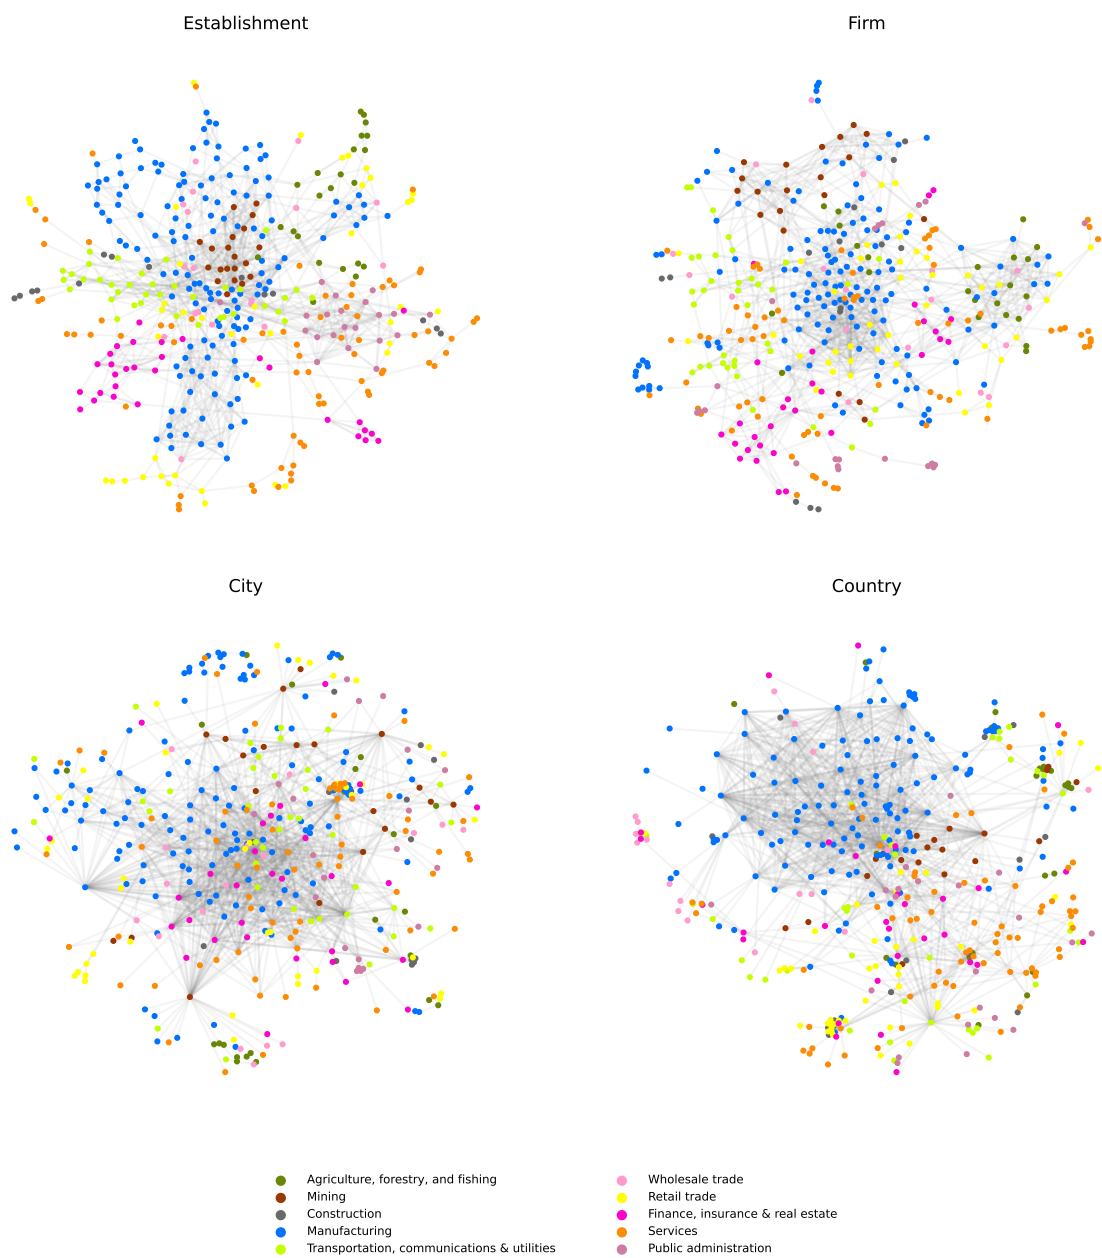 Establishment
Firm
City
Country
Agriculture, forestry, and fishing
Mining
Construction
Manufacturing
Transportation, communications & utilities
Wholesale trade
Retail trade
Finance, insurance & real estate
Services
Public administration